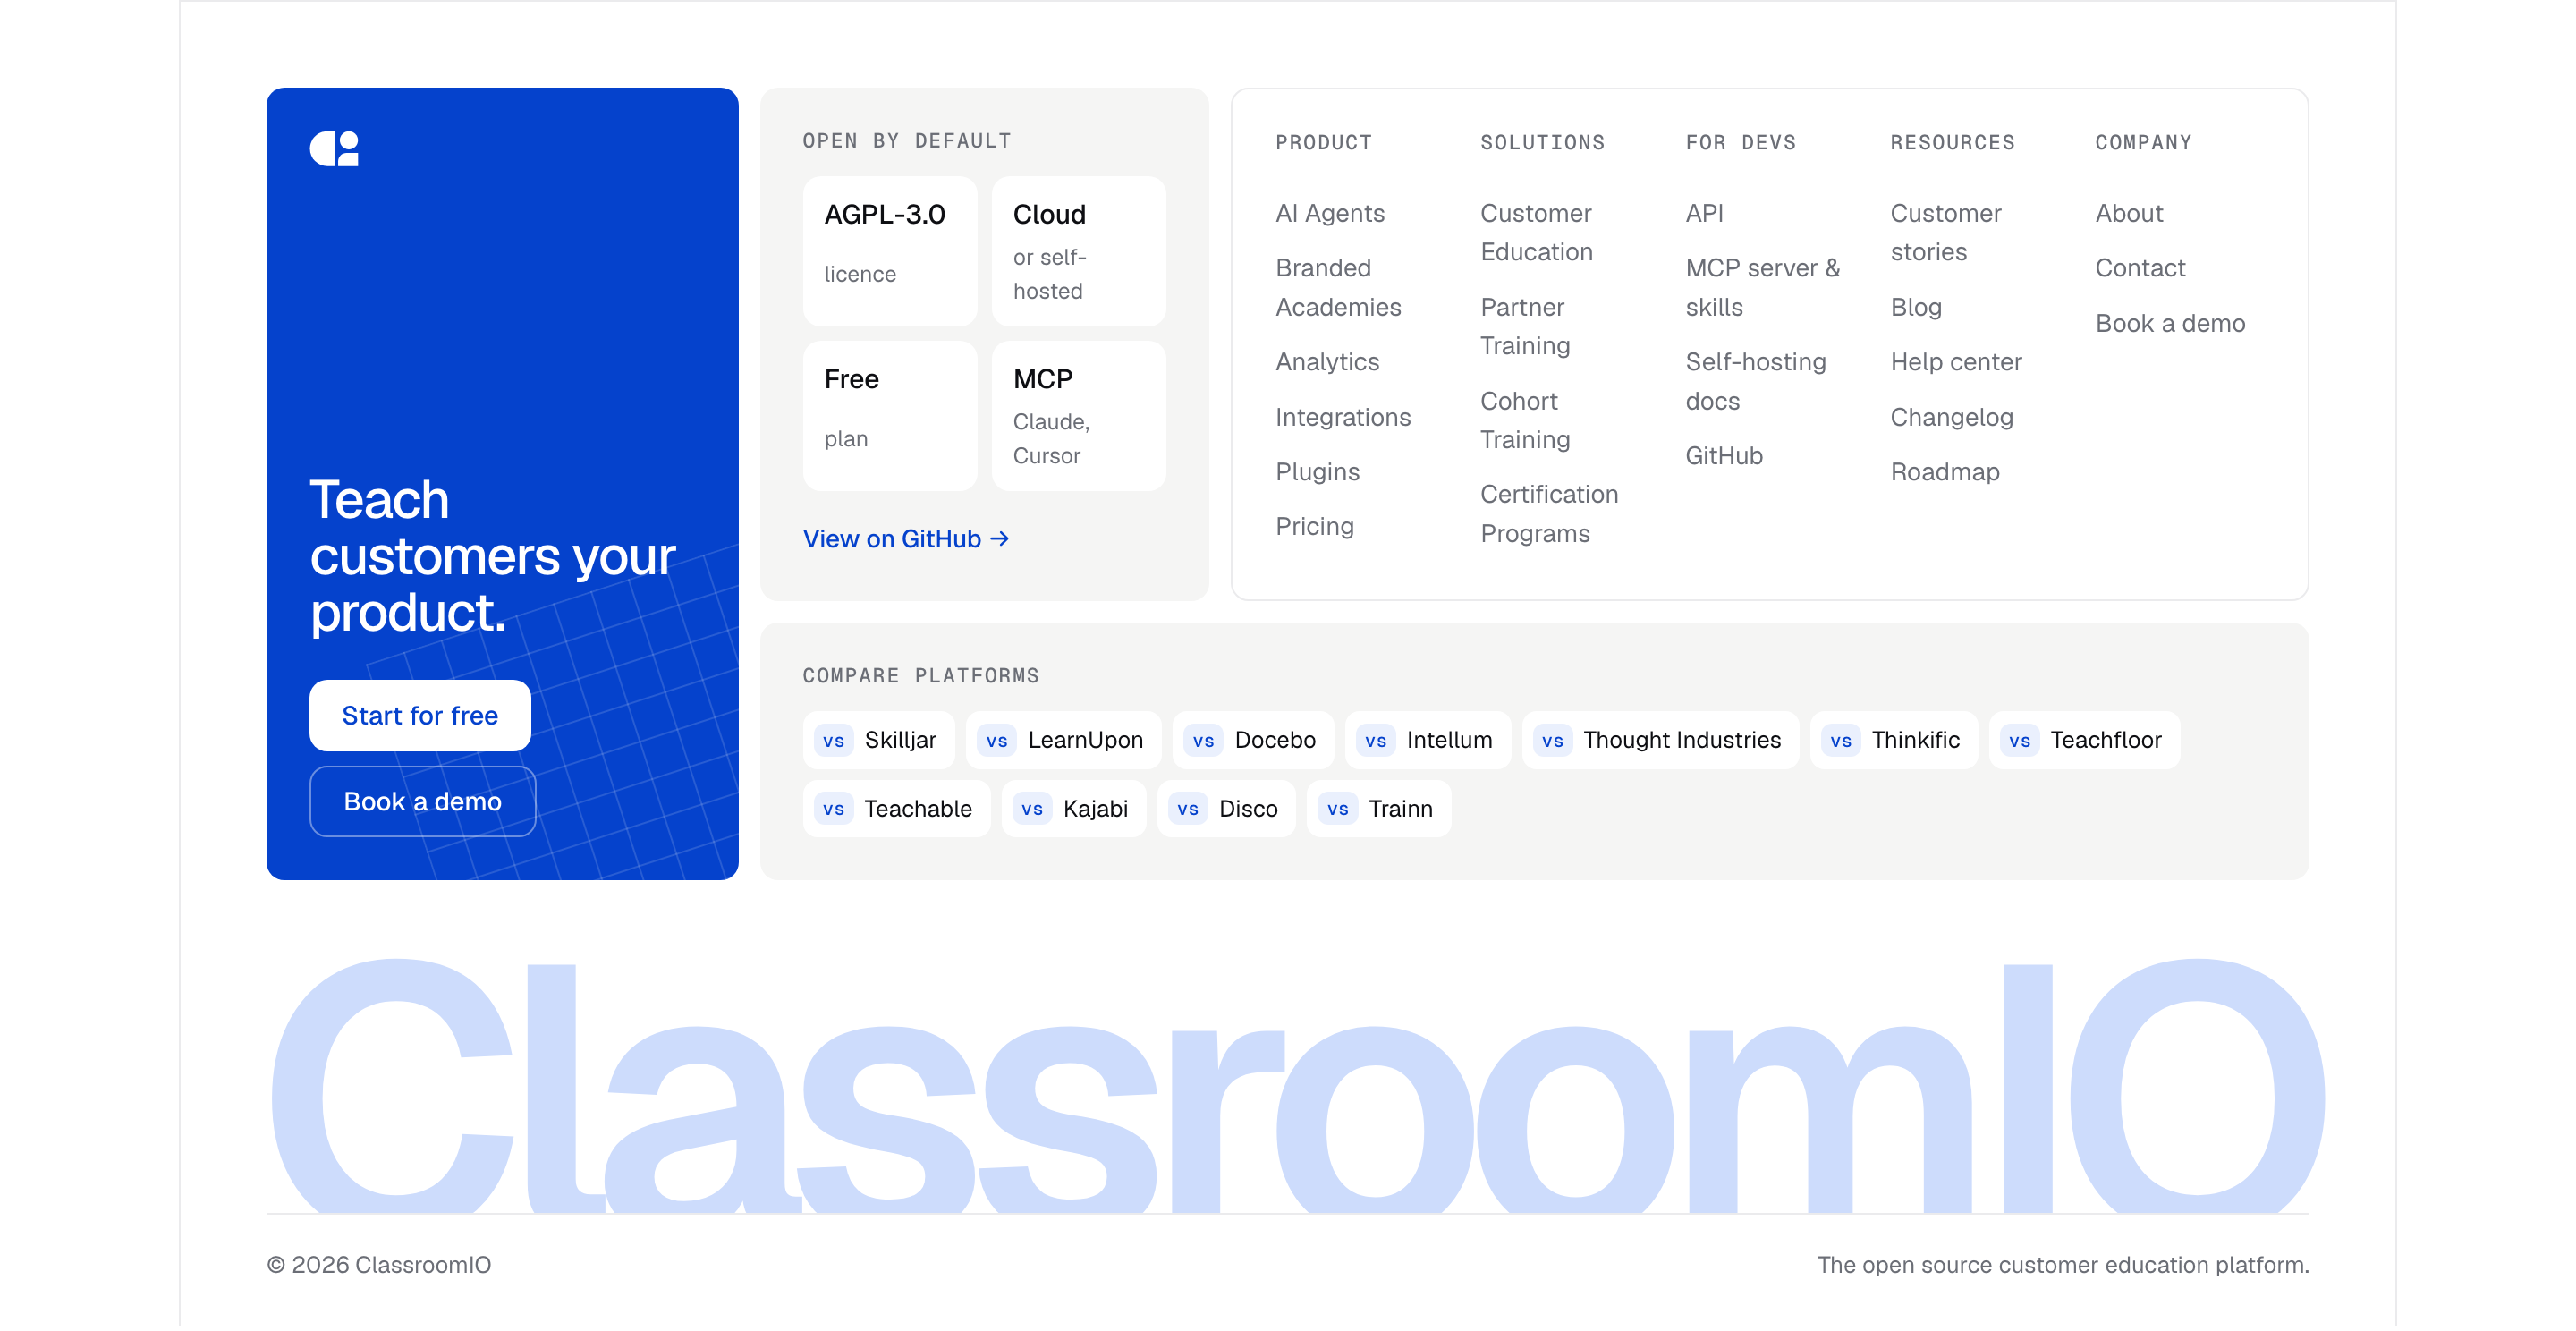 Teach
customers your
product.
Start for free
Book a demo
OPEN BY DEFAULT
AGPL-3.0
licence
Cloud
or self-
hosted
Free
plan
MCP
Claude,
Cursor
View on GitHub →
PRODUCT
AI Agents
Branded
Academies
Analytics
Integrations
Plugins
Pricing
SOLUTIONS
Customer
Education
Partner
Training
Cohort
Training
Certification
Programs
FOR DEVS
API
MCP server &
skills
Self-hosting
docs
GitHub
RESOURCES
Customer
stories
Blog
Help center
Changelog
Roadmap
COMPANY
About
Contact
Book a demo
COMPARE PLATFORMS
vs Skilljar vs LearnUpon vs Docebo vs Intellum vs Thought Industries vs Thinkific vs Teachfloor
vs Teachable vs Kajabi vs Disco vs Trainn
ClassroomIO
© 2026 ClassroomIO
The open source customer education platform.